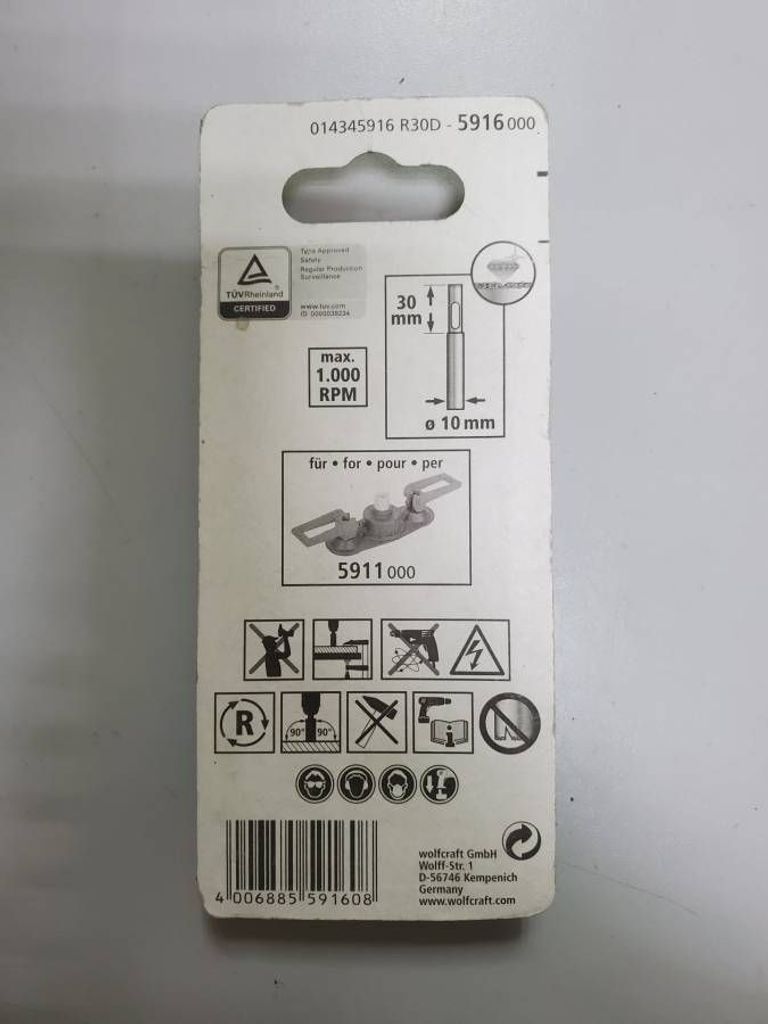 014345916 R30D - 5916 000
TÜVRheinland®
CERTIFIED
Type Approved
Safety
Regular Production
Surveillance
www.tuv.com
ID 0000039234
30
mm
max.
1.000
RPM
ø 10 mm
für • for • pour • per
5911 000
R
90° 90°
i
wolfcraft GmbH
Wolff-Str. 1
D-56746 Kempenich
Germany
www.wolfcraft.com
4 006885 591608